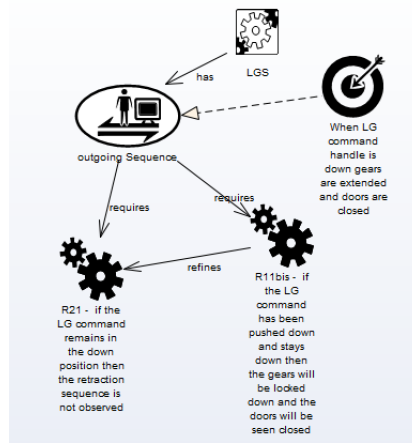 LGS
has
When LG
command
handle is
down gears
are extended
and doors are
closed
outgoing Sequence
requires
requires
refines
R21 - if the
LG command
remains in
the down
position then
the retraction
sequence is
not observed
R11bis - if
the LG
command
has been
pushed down
and stays
down then
the gears will
be locked
down and the
doors will be
seen closed